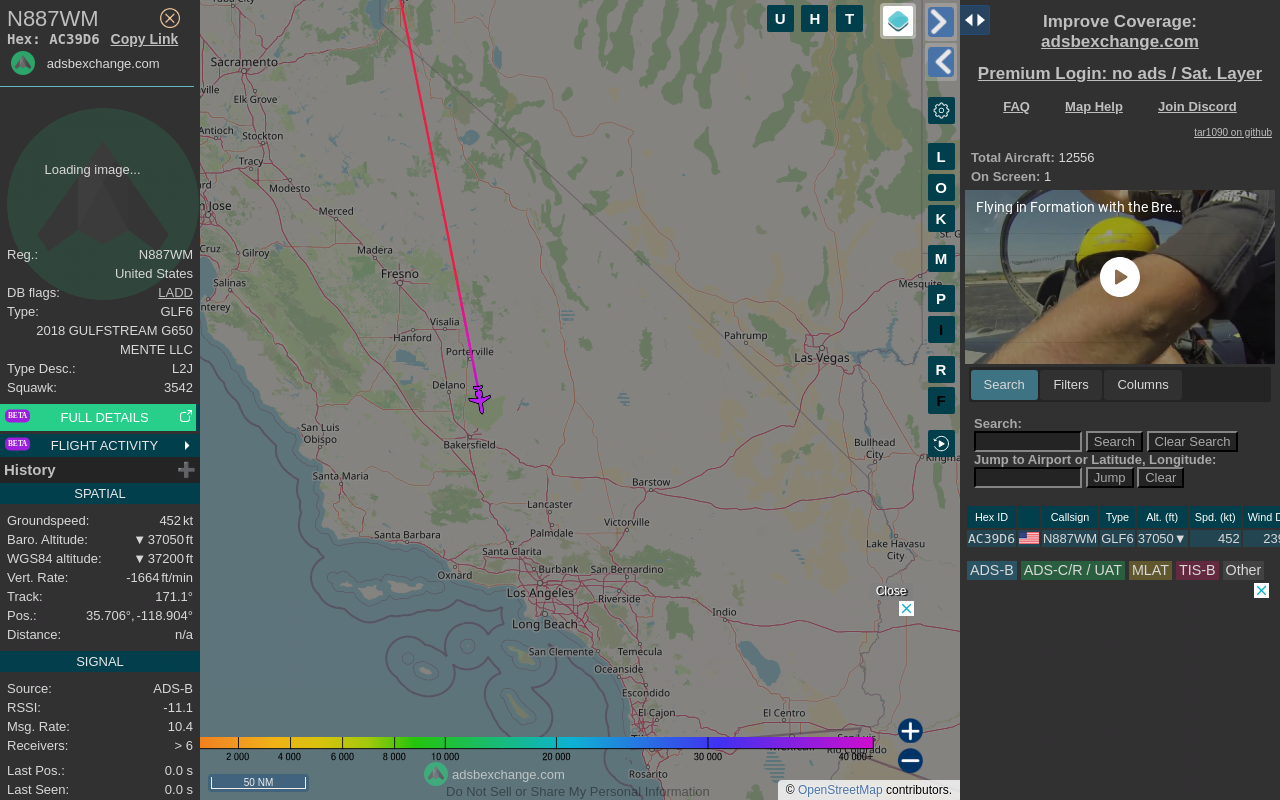 N887WM
Hex: AC39D6 Copy Link
adsbexchange.com
Loading image...
Reg.: N887WM
United States
DB flags: LADD
Type: GLF6
2018 GULFSTREAM G650
MENTE LLC
Type Desc.: L2J
Squawk: 3542
BETA FULL DETAILS
BETA FLIGHT ACTIVITY
History
SPATIAL
Groundspeed: 452 kt
Baro. Altitude: ▼ 37050 ft
WGS84 altitude: ▼ 37200 ft
Vert. Rate: -1664 ft/min
Track: 171.1°
Pos.: 35.706°, -118.904°
Distance: n/a
SIGNAL
Source: ADS-B
RSSI: -11.1
Msg. Rate: 10.4
Receivers: > 6
Last Pos.: 0.0 s
Last Seen: 0.0 s
Sacramento
ville
Elk Grove
Antioch
Stockton
Tracy
Modesto
n Jose
Merced
Cruz
Gilroy
Madera
Fresno
Salinas
nterey
Visalia
Hanford
Porterville
Delano
San Luis
Obispo
Bakersfield
Santa Maria
Lancaster
Palmdale
Santa Barbara
Santa Clarita
Oxnard
Burbank
San Bernardino
Los Angeles
Riverside
Long Beach
Barstow
Victorville
San Clemente
Temecula
Oceanside
Escondido
El Cajon
Rosarito
Indio
El Centro
Pahrump
Las Vegas
Mesquite
St. G
Bullhead
City
Kingma
Lake Havasu
City
San Luis
Río Colorado
U H T
L
O
K
M
P
I
R
F
Close
2 000 4 000 6 000 8 000 10 000 20 000 30 000 40 000+
50 NM
adsbexchange.com
Do Not Sell or Share My Personal Information
© OpenStreetMap contributors.
Improve Coverage:
adsbexchange.com
Premium Login: no ads / Sat. Layer
FAQ Map Help Join Discord
tar1090 on github
Total Aircraft: 12556
On Screen: 1
Flying in Formation with the Bre...
Search Filters Columns
Search:
Search Clear Search
Jump to Airport or Latitude, Longitude:
Jump Clear
Hex ID Callsign Type Alt. (ft) Spd. (kt) Wind D
AC39D6 N887WM GLF6 37050▼ 452 239
ADS-B ADS-C/R / UAT MLAT TIS-B Other